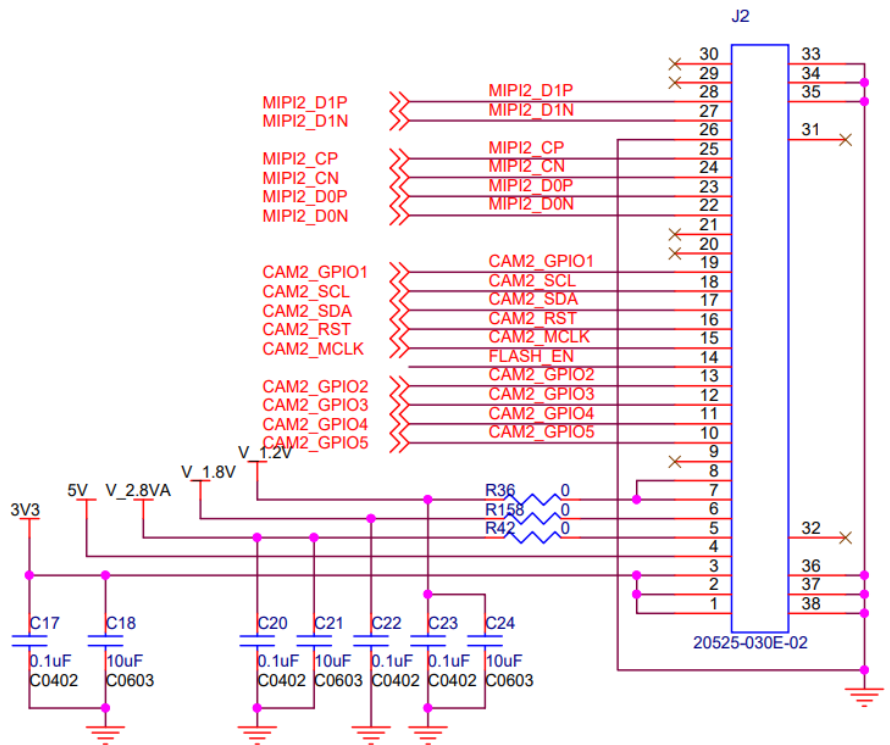 J2
30 33
29 34
MIPI2_D1P MIPI2_D1P 28 35
MIPI2_D1N MIPI2_D1N 27
26 31
MIPI2_CP MIPI2_CP 25
MIPI2_CN MIPI2_CN 24
MIPI2_D0P MIPI2_D0P 23
MIPI2_D0N MIPI2_D0N 22
21
20
CAM2_GPIO1 CAM2_GPIO1 19
CAM2_SCL CAM2_SCL 18
CAM2_SDA CAM2_SDA 17
CAM2_RST CAM2_RST 16
CAM2_MCLK CAM2_MCLK 15
FLASH_EN 14
CAM2_GPIO2 CAM2_GPIO2 13
CAM2_GPIO3 CAM2_GPIO3 12
CAM2_GPIO4 CAM2_GPIO4 11
CAM2_GPIO5 CAM2_GPIO5 10
V_1.2V 9
V_1.8V 8
5V V_2.8VA R36 0 7
3V3 R158 0 6
R42 0 5 32
4
3 36
2 37
1 38
C17 C18 C20 C21 C22 C23 C24
20525-030E-02
0.1uF 10uF 0.1uF 10uF 0.1uF 0.1uF 10uF
C0402 C0603 C0402 C0603 C0402 C0402 C0603